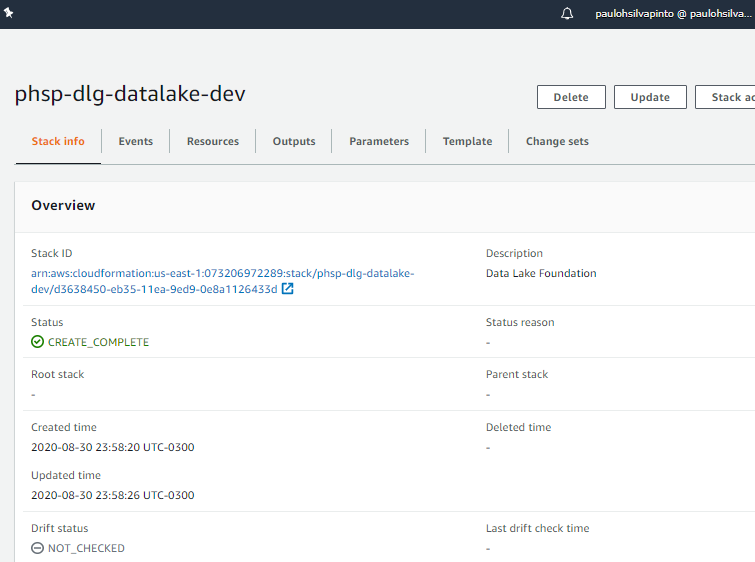 paulohsilvapinto @ paulohsilva...
phsp-dlg-datalake-dev
Delete Update Stack ac
Stack info Events Resources Outputs Parameters Template Change sets
Overview
Stack ID Description
arn:aws:cloudformation:us-east-1:073206972289:stack/phsp-dlg-datalake- Data Lake Foundation
dev/d3638450-eb35-11ea-9ed9-0e8a1126433d
Status Status reason
CREATE_COMPLETE -
Root stack Parent stack
- -
Created time Deleted time
2020-08-30 23:58:20 UTC-0300 -
Updated time
2020-08-30 23:58:26 UTC-0300
Drift status Last drift check time
NOT_CHECKED -